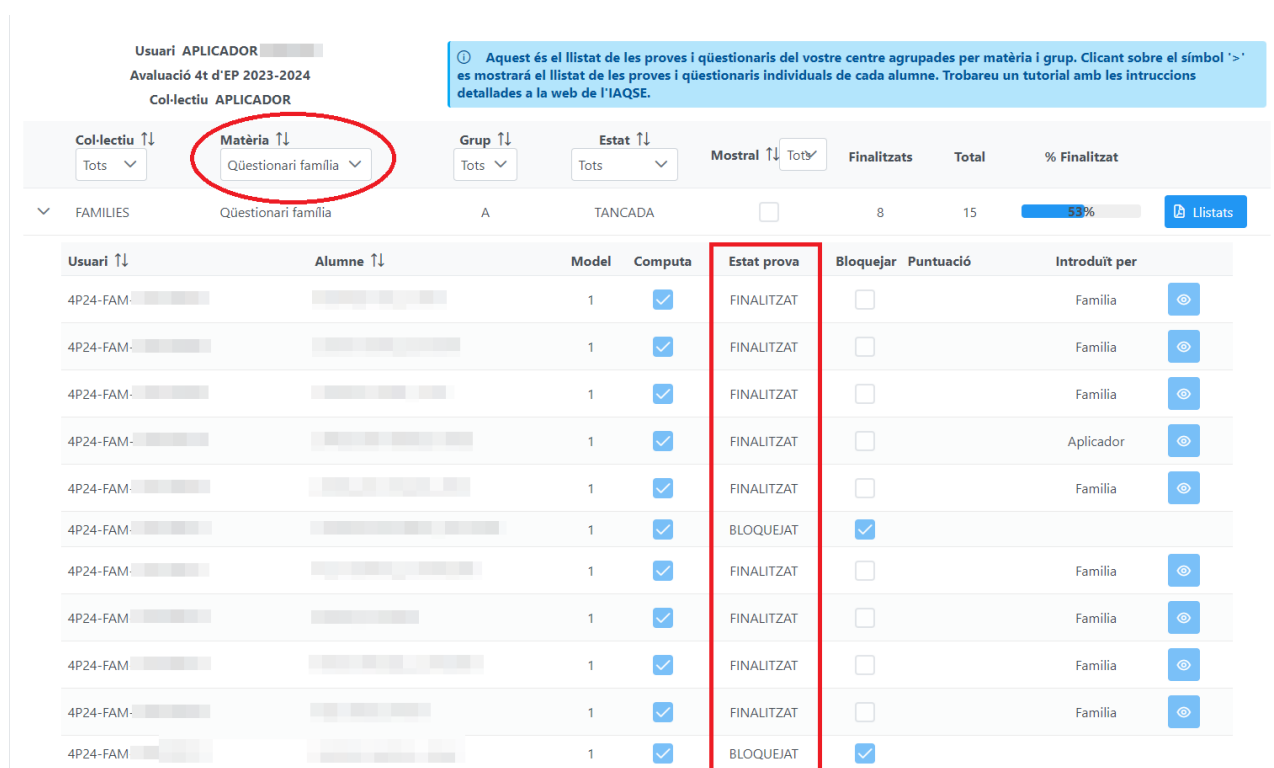 Usuari APLICADOR
Avaluació 4t d'EP 2023-2024
Col·lectiu APLICADOR
Aquest és el llistat de les proves i qüestionaris del vostre centre agrupades per matèria i grup. Clicant sobre el símbol '>'
es mostrará el llistat de les proves i qüestionaris individuals de cada alumne. Trobareu un tutorial amb les intruccions
detallades a la web de l'IAQSE.
Col·lectiu Matèria Grup Estat Mostral Tots Finalitzats Total % Finalitzat
Tots Qüestionari família Tots Tots
FAMILIES Qüestionari família A TANCADA 8 15 53% Llistats
Usuari Alumne Model Computa Estat prova Bloquejar Puntuació Introduït per
4P24-FAM- 1 FINALITZAT Familia
4P24-FAM- 1 FINALITZAT Familia
4P24-FAM- 1 FINALITZAT Familia
4P24-FAM- 1 FINALITZAT Aplicador
4P24-FAM- 1 FINALITZAT Familia
4P24-FAM- 1 BLOQUEJAT
4P24-FAM- 1 FINALITZAT Familia
4P24-FAM 1 FINALITZAT Familia
4P24-FAM 1 FINALITZAT Familia
4P24-FAM- 1 FINALITZAT Familia
4P24-FAM 1 BLOQUEJAT